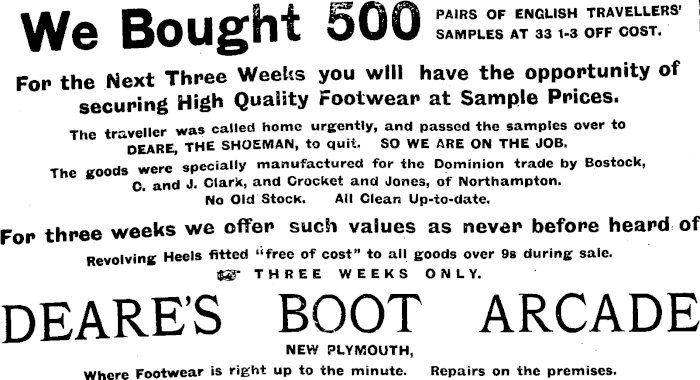 We Bought 500 PAIRS OF ENGLISH TRAVELLERS'
SAMPLES AT 33 1-3 OFF COST.
For the Next Three Weeks you will have the opportunity of
securing High Quality Footwear at Sample Prices.
The traveller was called home urgently, and passed the samples over to
DEARE, THE SHOEMAN, to quit. SO WE ARE ON THE JOB.
The goods were specially manufactured for the Dominion trade by Bostock,
C. and J. Clark, and Crocket and Jones, of Northampton.
No Old Stock. All Clean Up-to-date.
For three weeks we offer such values as never before heard of
Revolving Heels fitted "free of cost" to all goods over 9s during sale.
THREE WEEKS ONLY.
DEARE'S BOOT ARCADE
NEW PLYMOUTH,
Where Footwear is right up to the minute. Repairs on the premises.